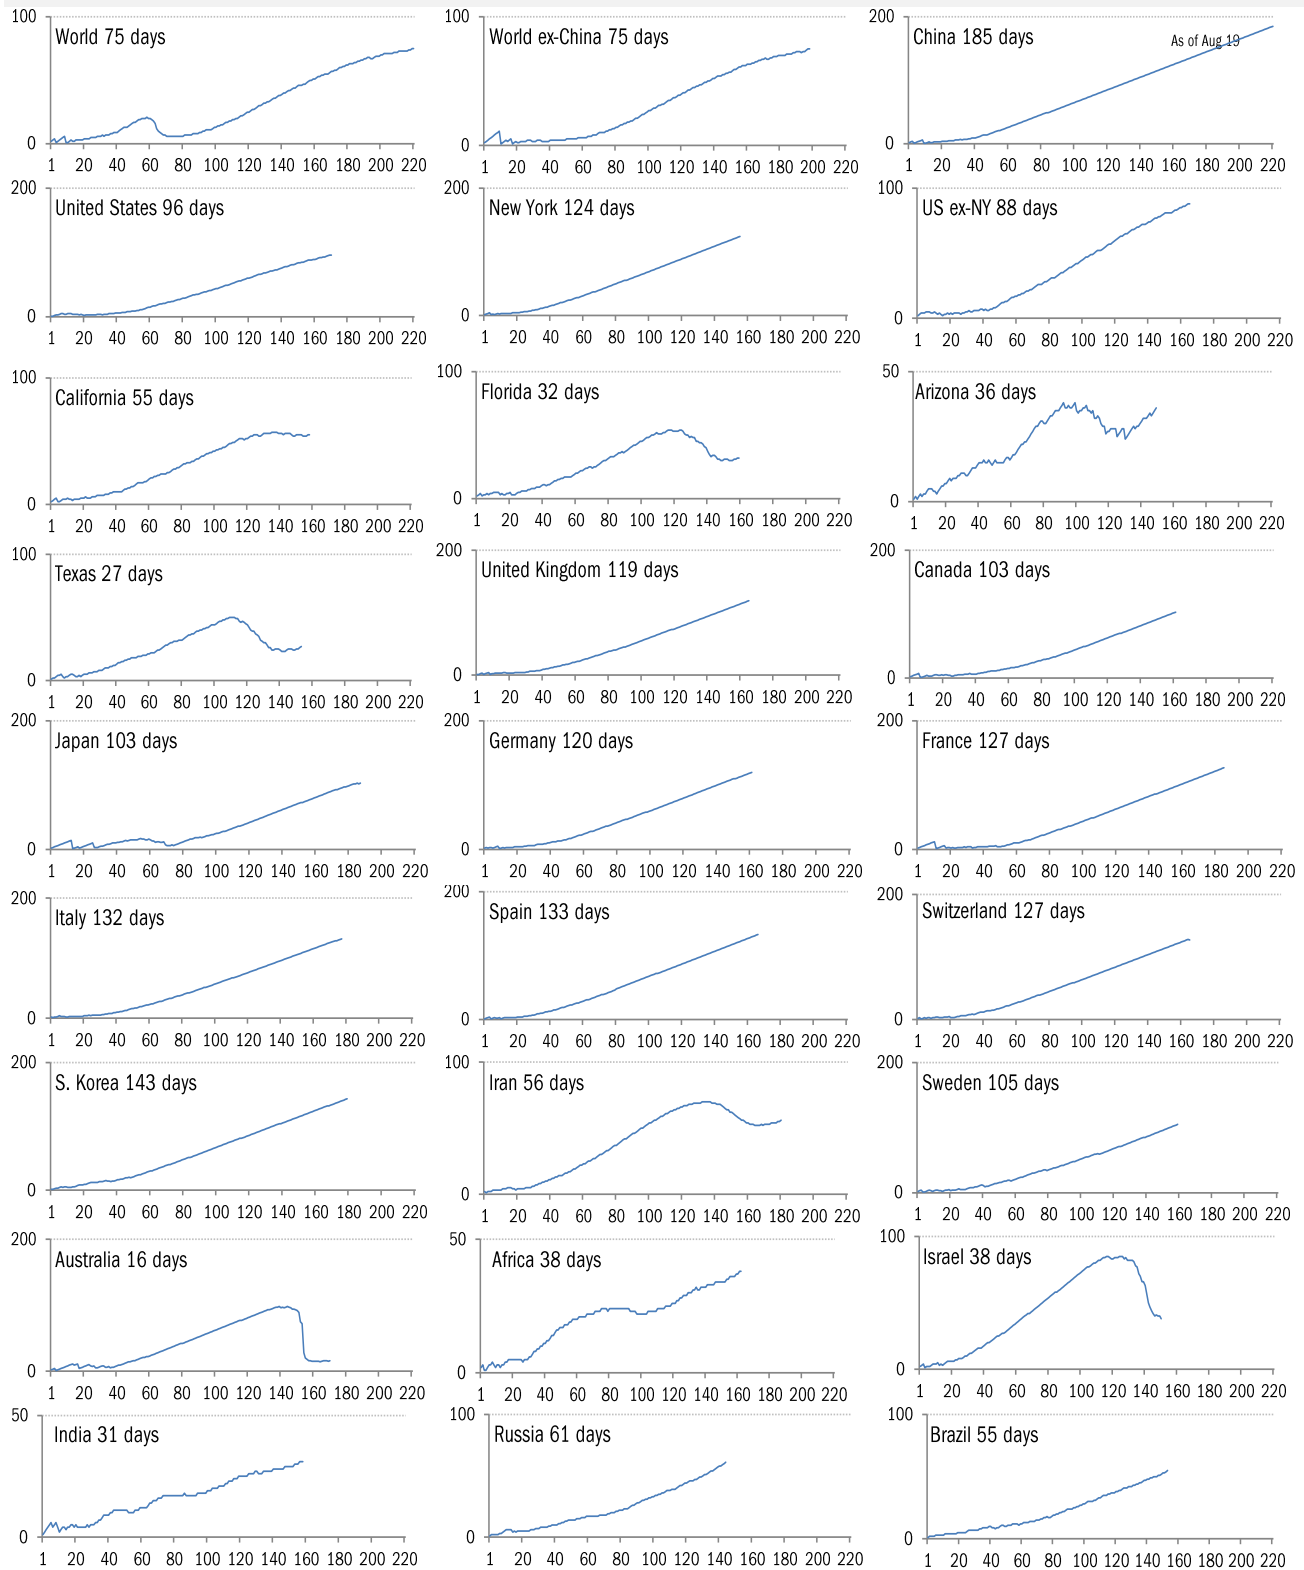 100
World 75 days
0
1 20 40 60 80 100 120 140 160 180 200 220
100
World ex-China 75 days
0
1 20 40 60 80 100 120 140 160 180 200 220
200
China 185 days
As of Aug 19
0
1 20 40 60 80 100 120 140 160 180 200 220
200
United States 96 days
0
1 20 40 60 80 100 120 140 160 180 200 220
200
New York 124 days
0
1 20 40 60 80 100 120 140 160 180 200 220
100
US ex-NY 88 days
0
1 20 40 60 80 100 120 140 160 180 200 220
100
California 55 days
0
1 20 40 60 80 100 120 140 160 180 200 220
100
Florida 32 days
0
1 20 40 60 80 100 120 140 160 180 200 220
50
Arizona 36 days
0
1 20 40 60 80 100 120 140 160 180 200 220
100
Texas 27 days
0
1 20 40 60 80 100 120 140 160 180 200 220
200
United Kingdom 119 days
0
1 20 40 60 80 100 120 140 160 180 200 220
200
Canada 103 days
0
1 20 40 60 80 100 120 140 160 180 200 220
200
Japan 103 days
0
1 20 40 60 80 100 120 140 160 180 200 220
200
Germany 120 days
0
1 20 40 60 80 100 120 140 160 180 200 220
200
France 127 days
0
1 20 40 60 80 100 120 140 160 180 200 220
200
Italy 132 days
0
1 20 40 60 80 100 120 140 160 180 200 220
200
Spain 133 days
0
1 20 40 60 80 100 120 140 160 180 200 220
200
Switzerland 127 days
0
1 20 40 60 80 100 120 140 160 180 200 220
200
S. Korea 143 days
0
1 20 40 60 80 100 120 140 160 180 200 220
100
Iran 56 days
0
1 20 40 60 80 100 120 140 160 180 200 220
200
Sweden 105 days
0
1 20 40 60 80 100 120 140 160 180 200 220
200
Australia 16 days
0
1 20 40 60 80 100 120 140 160 180 200 220
50
Africa 38 days
0
1 20 40 60 80 100 120 140 160 180 200 220
100
Israel 38 days
0
1 20 40 60 80 100 120 140 160 180 200 220
50
India 31 days
0
1 20 40 60 80 100 120 140 160 180 200 220
100
Russia 61 days
0
1 20 40 60 80 100 120 140 160 180 200 220
100
Brazil 55 days
0
1 20 40 60 80 100 120 140 160 180 200 220